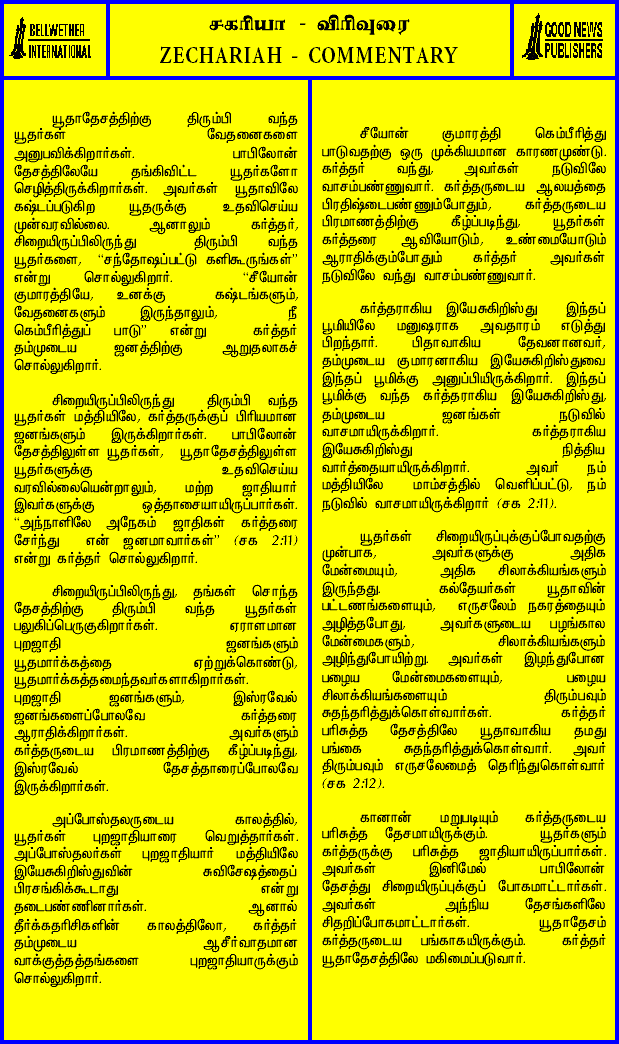 BELLWETHER
INTERNATIONAL
சகரியா - விரிவுரை
ZECHARIAH - COMMENTARY
GOOD NEWS
PUBLISHERS
யூதாதேசத்திற்கு திரும்பி வந்த
யூதர்கள் வேதனைகளை
அனுபவிக்கிறார்கள். பாபிலோன்
தேசத்திலேயே தங்கிவிட்ட யூதர்களோ
செழித்திருக்கிறார்கள். அவர்கள் யூதாவிலே
கஷ்டப்படுகிற யூதருக்கு உதவிசெய்ய
முன்வரவில்லை. ஆனாலும் கர்த்தர்,
சிறையிருப்பிலிருந்து திரும்பி வந்த
யூதர்களை, “சந்தோஷப்பட்டு களிகூருங்கள்”
என்று சொல்லுகிறார். “சீயோன்
குமாரத்தியே, உனக்கு கஷ்டங்களும்,
வேதனைகளும் இருந்தாலும், நீ
கெம்பீரித்துப் பாடு” என்று கர்த்தர்
தம்முடைய ஜனத்திற்கு ஆறுதலாகச்
சொல்லுகிறார்.
சிறையிருப்பிலிருந்து திரும்பி வந்த
யூதர்கள் மத்தியிலே, கர்த்தருக்குப் பிரியமான
ஜனங்களும் இருக்கிறார்கள். பாபிலோன்
தேசத்திலுள்ள யூதர்கள், யூதாதேசத்திலுள்ள
யூதர்களுக்கு உதவிசெய்ய
வரவில்லையென்றாலும், மற்ற ஜாதியார்
இவர்களுக்கு ஒத்தாசையாயிருப்பார்கள்.
“அந்நாளிலே அநேகம் ஜாதிகள் கர்த்தரை
சேர்ந்து என் ஜனமாவார்கள்” (சக 2:11)
என்று கர்த்தர் சொல்லுகிறார்.
சிறையிருப்பிலிருந்து, தங்கள் சொந்த
தேசத்திற்கு திரும்பி வந்த யூதர்கள்
பலுகிப்பெருகுகிறார்கள். ஏராளமான
புறஜாதி ஜனங்களும்
யூதமார்க்கத்தை ஏற்றுக்கொண்டு,
யூதமார்க்கத்தமைந்தவர்களாகிறார்கள்.
புறஜாதி ஜனங்களும், இஸ்ரவேல்
ஜனங்களைப்போலவே கர்த்தரை
ஆராதிக்கிறார்கள். அவர்களும்
கர்த்தருடைய பிரமாணத்திற்கு கீழ்ப்படிந்து,
இஸ்ரவேல் தேசத்தாரைப்போலவே
இருக்கிறார்கள்.
அப்போஸ்தலருடைய காலத்தில்,
யூதர்கள் புறஜாதியாரை வெறுத்தார்கள்.
அப்போஸ்தலர்கள் புறஜாதியார் மத்தியிலே
இயேசுகிறிஸ்துவின் சுவிசேஷத்தைப்
பிரசங்கிக்கூடாது என்று
தடைபண்ணினார்கள். ஆனால்
தீர்க்கதரிசிகளின் காலத்திலோ, கர்த்தர்
தம்முடைய ஆசீர்வாதமான
வாக்குத்தத்தங்களை புறஜாதியாருக்கும்
சொல்லுகிறார்.
சீயோன் குமாரத்தி கெம்பீரித்து
பாடுவதற்கு ஒரு முக்கியமான காரணமுண்டு.
கர்த்தர் வந்து, அவர்கள் நடுவிலே
வாசம்பண்ணுவார். கர்த்தருடைய ஆலயத்தை
பிரதிஷ்டைபண்ணும்போதும், கர்த்தருடைய
பிரமாணத்திற்கு கீழ்ப்படிந்து, யூதர்கள்
கர்த்தரை ஆவியோடும், உண்மையோடும்
ஆராதிக்கும்போதும் கர்த்தர் அவர்கள்
நடுவிலே வந்து வாசம்பண்ணுவார்.
கர்த்தராகிய இயேசுகிறிஸ்து இந்தப்
பூமியிலே மனுஷராக அவதாரம் எடுத்து
பிறந்தார். பிதாவாகிய தேவனானவர்,
தம்முடைய குமாரனாகிய இயேசுகிறிஸ்துவை
இந்தப் பூமிக்கு அனுப்பியிருக்கிறார். இந்தப்
பூமிக்கு வந்த கர்த்தராகிய இயேசுகிறிஸ்து,
தம்முடைய ஜனங்கள் நடுவில்
வாசமாயிருக்கிறார். கர்த்தராகிய
இயேசுகிறிஸ்து நித்திய
வார்த்தையாயிருக்கிறார். அவர் நம்
மத்தியிலே மாம்சத்தில் வெளிப்பட்டு, நம்
நடுவில் வாசமாயிருக்கிறார் (சக 2:11).
யூதர்கள் சிறையிருப்புக்குப்போவதற்கு
முன்பாக, அவர்களுக்கு அதிக
மேன்மையும், அதிக சிலாக்கியங்களும்
இருந்தது. கல்தேயர்கள் யூதாவின்
பட்டணங்களையும், எருசலேம் நகரத்தையும்
அழித்தபோது, அவர்களுடைய பழங்கால
மேன்மைகளும், சிலாக்கியங்களும்
அழிந்துபோயிற்று. அவர்கள் இழந்துபோன
பழைய மேன்மைகளையும், பழைய
சிலாக்கியங்களையும் திரும்பவும்
சுதந்தரித்துக்கொள்வார்கள். கர்த்தர்
பரிசுத்த தேசத்திலே யூதாவாகிய தமது
பங்கை சுதந்தரித்துக்கொள்வார். அவர்
திரும்பவும் எருசலேமைத் தெரிந்துகொள்வார்
(சக 2:12).
கானான் மறுபடியும் கர்த்தருடைய
பரிசுத்த தேசமாயிருக்கும். யூதர்களும்
கர்த்தருக்கு பரிசுத்த ஜாதியாயிருப்பார்கள்.
அவர்கள் இனிமேல் பாபிலோன்
தேசத்து சிறையிருப்புக்குப் போகமாட்டார்கள்.
அவர்கள் அந்நிய தேசங்களிலே
சிதறிப்போகமாட்டார்கள். யூதாதேசம்
கர்த்தருடைய பங்காகயிருக்கும். கர்த்தர்
யூதாதேசத்திலே மகிமைப்படுவார்.